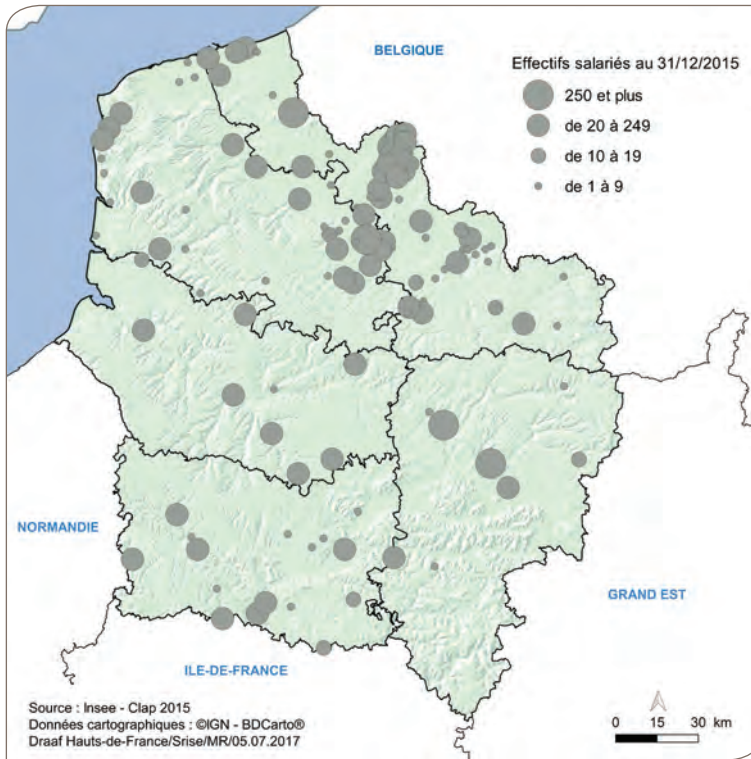 BELGIQUE
Effectifs salariés au 31/12/2015
250 et plus
de 20 à 249
de 10 à 19
de 1 à 9
NORMANDIE
GRAND EST
ILE-DE-FRANCE
Source : Insee - Clap 2015
Données cartographiques : ©IGN - BDCarto®
Draaf Hauts-de-France/Srise/MR/05.07.2017
0 15 30 km